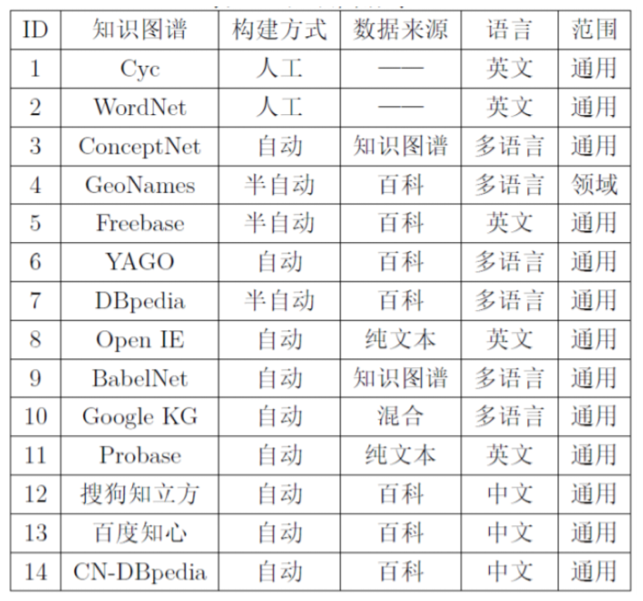 ID 知识图谱 构建方式 数据来源 语言 范围
1 Cyc 人工 —— 英文 通用
2 WordNet 人工 —— 英文 通用
3 ConceptNet 自动 知识图谱 多语言 通用
4 GeoNames 半自动 百科 多语言 领域
5 Freebase 半自动 百科 英文 通用
6 YAGO 自动 百科 多语言 通用
7 DBpedia 半自动 百科 多语言 通用
8 Open IE 自动 纯文本 英文 通用
9 BabelNet 自动 知识图谱 多语言 通用
10 Google KG 自动 混合 多语言 通用
11 Probase 自动 纯文本 英文 通用
12 搜狗知立方 自动 百科 中文 通用
13 百度知心 自动 百科 中文 通用
14 CN-DBpedia 自动 百科 中文 通用